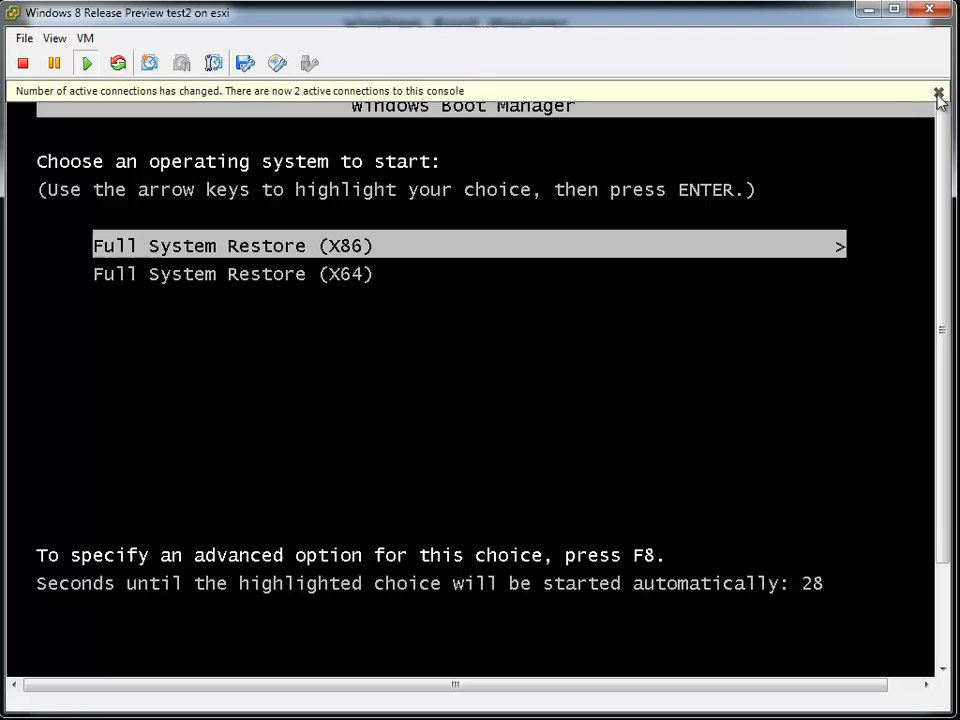 Windows 8 Release Preview test2 on esxi
File View VM
Number of active connections has changed. There are now 2 active connections to this console
Windows Boot Manager
Choose an operating system to start:
(Use the arrow keys to highlight your choice, then press ENTER.)
Full System Restore (X86) >
Full System Restore (X64)
To specify an advanced option for this choice, press F8.
Seconds until the highlighted choice will be started automatically: 28